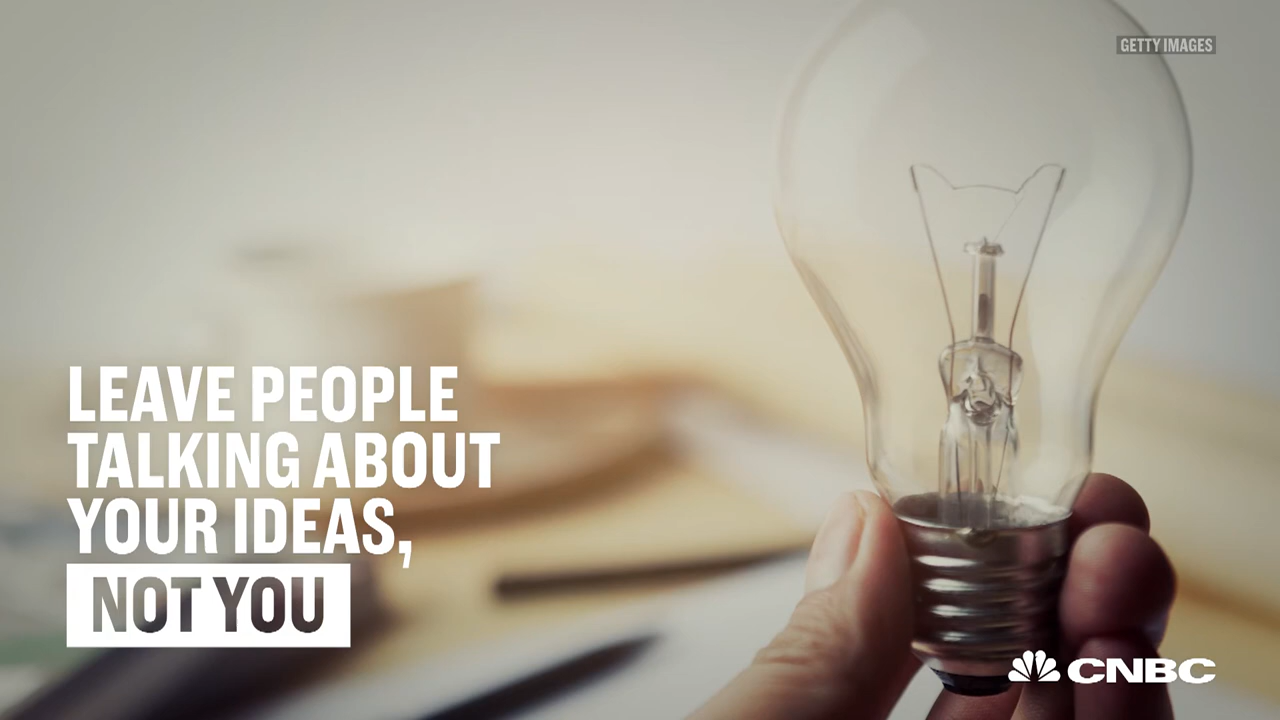 GETTY IMAGES
LEAVE PEOPLE
TALKING ABOUT
YOUR IDEAS,
NOT YOU
CNBC